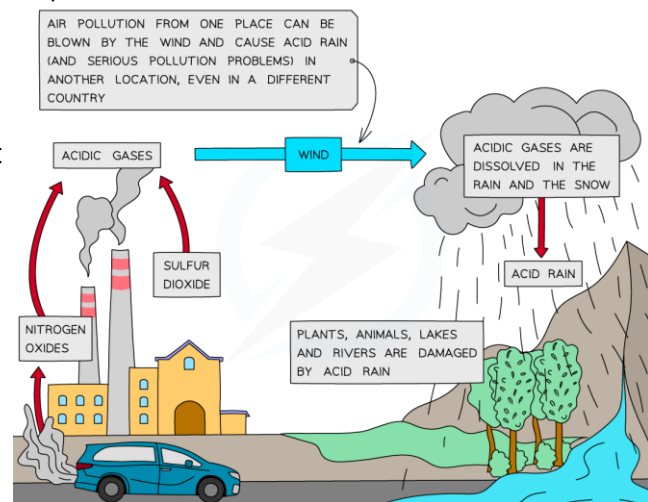 AIR POLLUTION FROM ONE PLACE CAN BE
BLOWN BY THE WIND AND CAUSE ACID RAIN
(AND SERIOUS POLLUTION PROBLEMS) IN
ANOTHER LOCATION, EVEN IN A DIFFERENT
COUNTRY
ACIDIC GASES
WIND
ACIDIC GASES ARE
DISSOLVED IN THE
RAIN AND THE SNOW
SULFUR
DIOXIDE
ACID RAIN
NITROGEN
OXIDES
PLANTS, ANIMALS, LAKES
AND RIVERS ARE DAMAGED
BY ACID RAIN